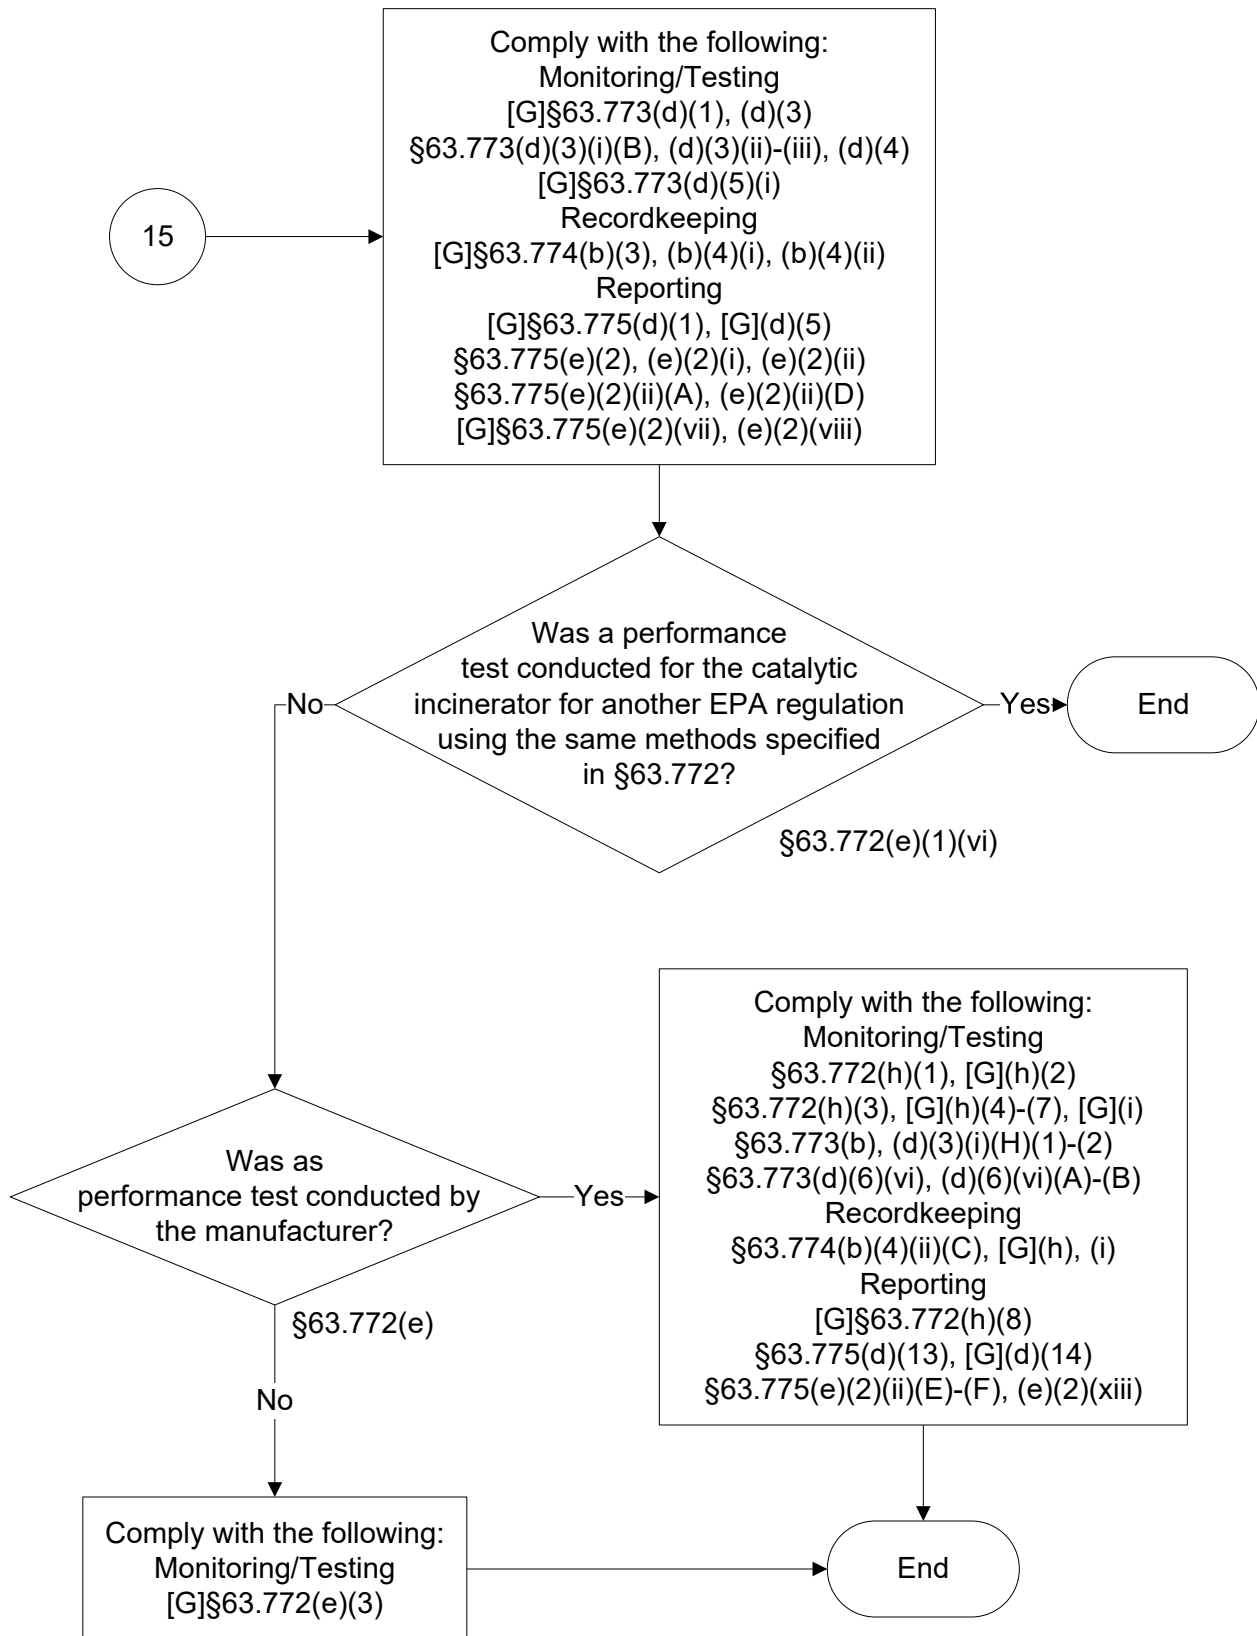 Comply with the following:
Monitoring/Testing
[G]§63.773(d)(1), (d)(3)
§63.773(d)(3)(i)(B), (d)(3)(ii)-(iii), (d)(4)
[G]§63.773(d)(5)(i)
Recordkeeping
[G]§63.774(b)(3), (b)(4)(i), (b)(4)(ii)
Reporting
[G]§63.775(d)(1), [G](d)(5)
§63.775(e)(2), (e)(2)(i), (e)(2)(ii)
§63.775(e)(2)(ii)(A), (e)(2)(ii)(D)
[G]§63.775(e)(2)(vii), (e)(2)(viii)
15
Was a performance
test conducted for the catalytic
incinerator for another EPA regulation
using the same methods specified
in §63.772?
No
Yes
End
§63.772(e)(1)(vi)
Was as
performance test conducted by
the manufacturer?
Yes
§63.772(e)
No
Comply with the following:
Monitoring/Testing
§63.772(h)(1), [G](h)(2)
§63.772(h)(3), [G](h)(4)-(7), [G](i)
§63.773(b), (d)(3)(i)(H)(1)-(2)
§63.773(d)(6)(vi), (d)(6)(vi)(A)-(B)
Recordkeeping
§63.774(b)(4)(ii)(C), [G](h), (i)
Reporting
[G]§63.772(h)(8)
§63.775(d)(13), [G](d)(14)
§63.775(e)(2)(ii)(E)-(F), (e)(2)(xiii)
Comply with the following:
Monitoring/Testing
[G]§63.772(e)(3)
End